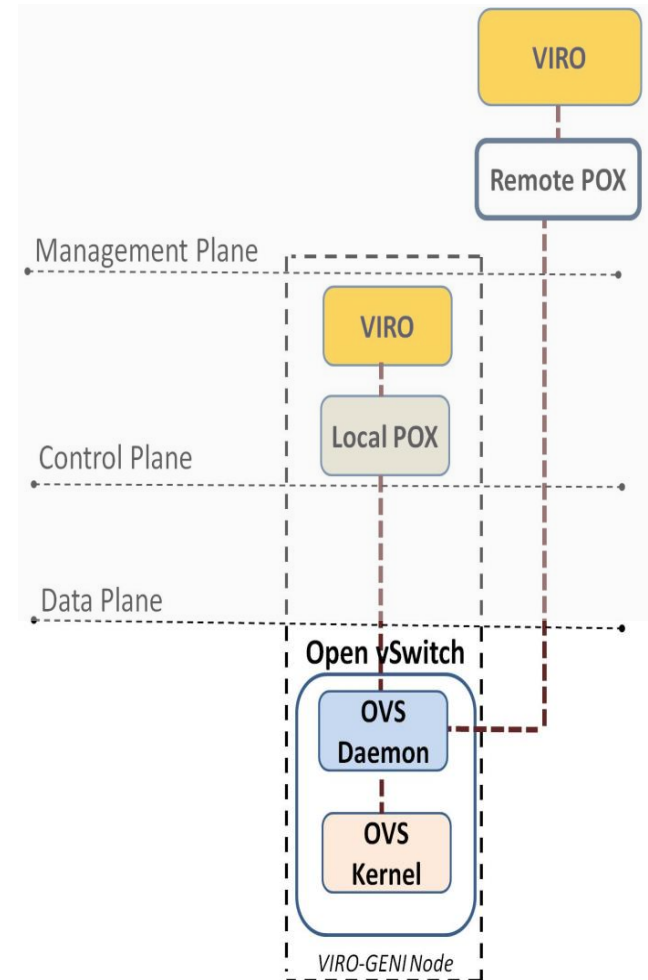 VIRO
Remote POX
Management Plane
VIRO
Local POX
Control Plane
Data Plane
Open vSwitch
OVS
Daemon
OVS
Kernel
VIRO-GENI Node